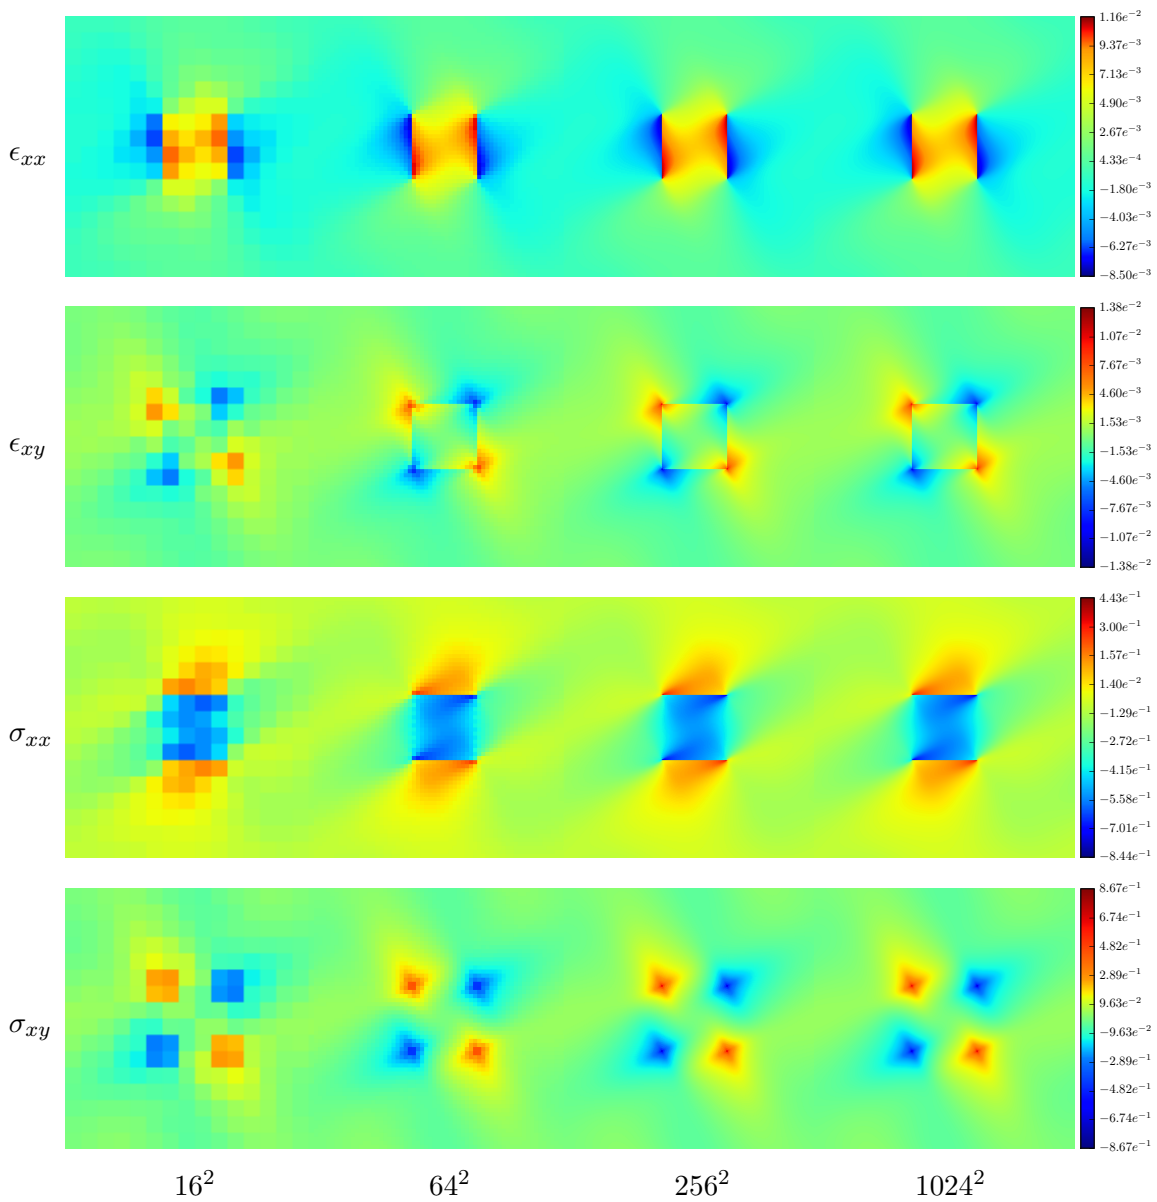 ϵxx
1.16e−2
9.37e−3
7.13e−3
4.90e−3
2.67e−3
4.33e−4
−1.80e−3
−4.03e−3
−6.27e−3
−8.50e−3
ϵxy
1.38e−2
1.07e−2
7.67e−3
4.60e−3
1.53e−3
−1.53e−3
−4.60e−3
−7.67e−3
−1.07e−2
−1.38e−2
σxx
4.43e−1
3.00e−1
1.57e−1
1.40e−2
−1.29e−1
−2.72e−1
−4.15e−1
−5.58e−1
−7.01e−1
−8.44e−1
σxy
8.67e−1
6.74e−1
4.82e−1
2.89e−1
9.63e−2
−9.63e−2
−2.89e−1
−4.82e−1
−6.74e−1
−8.67e−1
16² 64² 256² 1024²